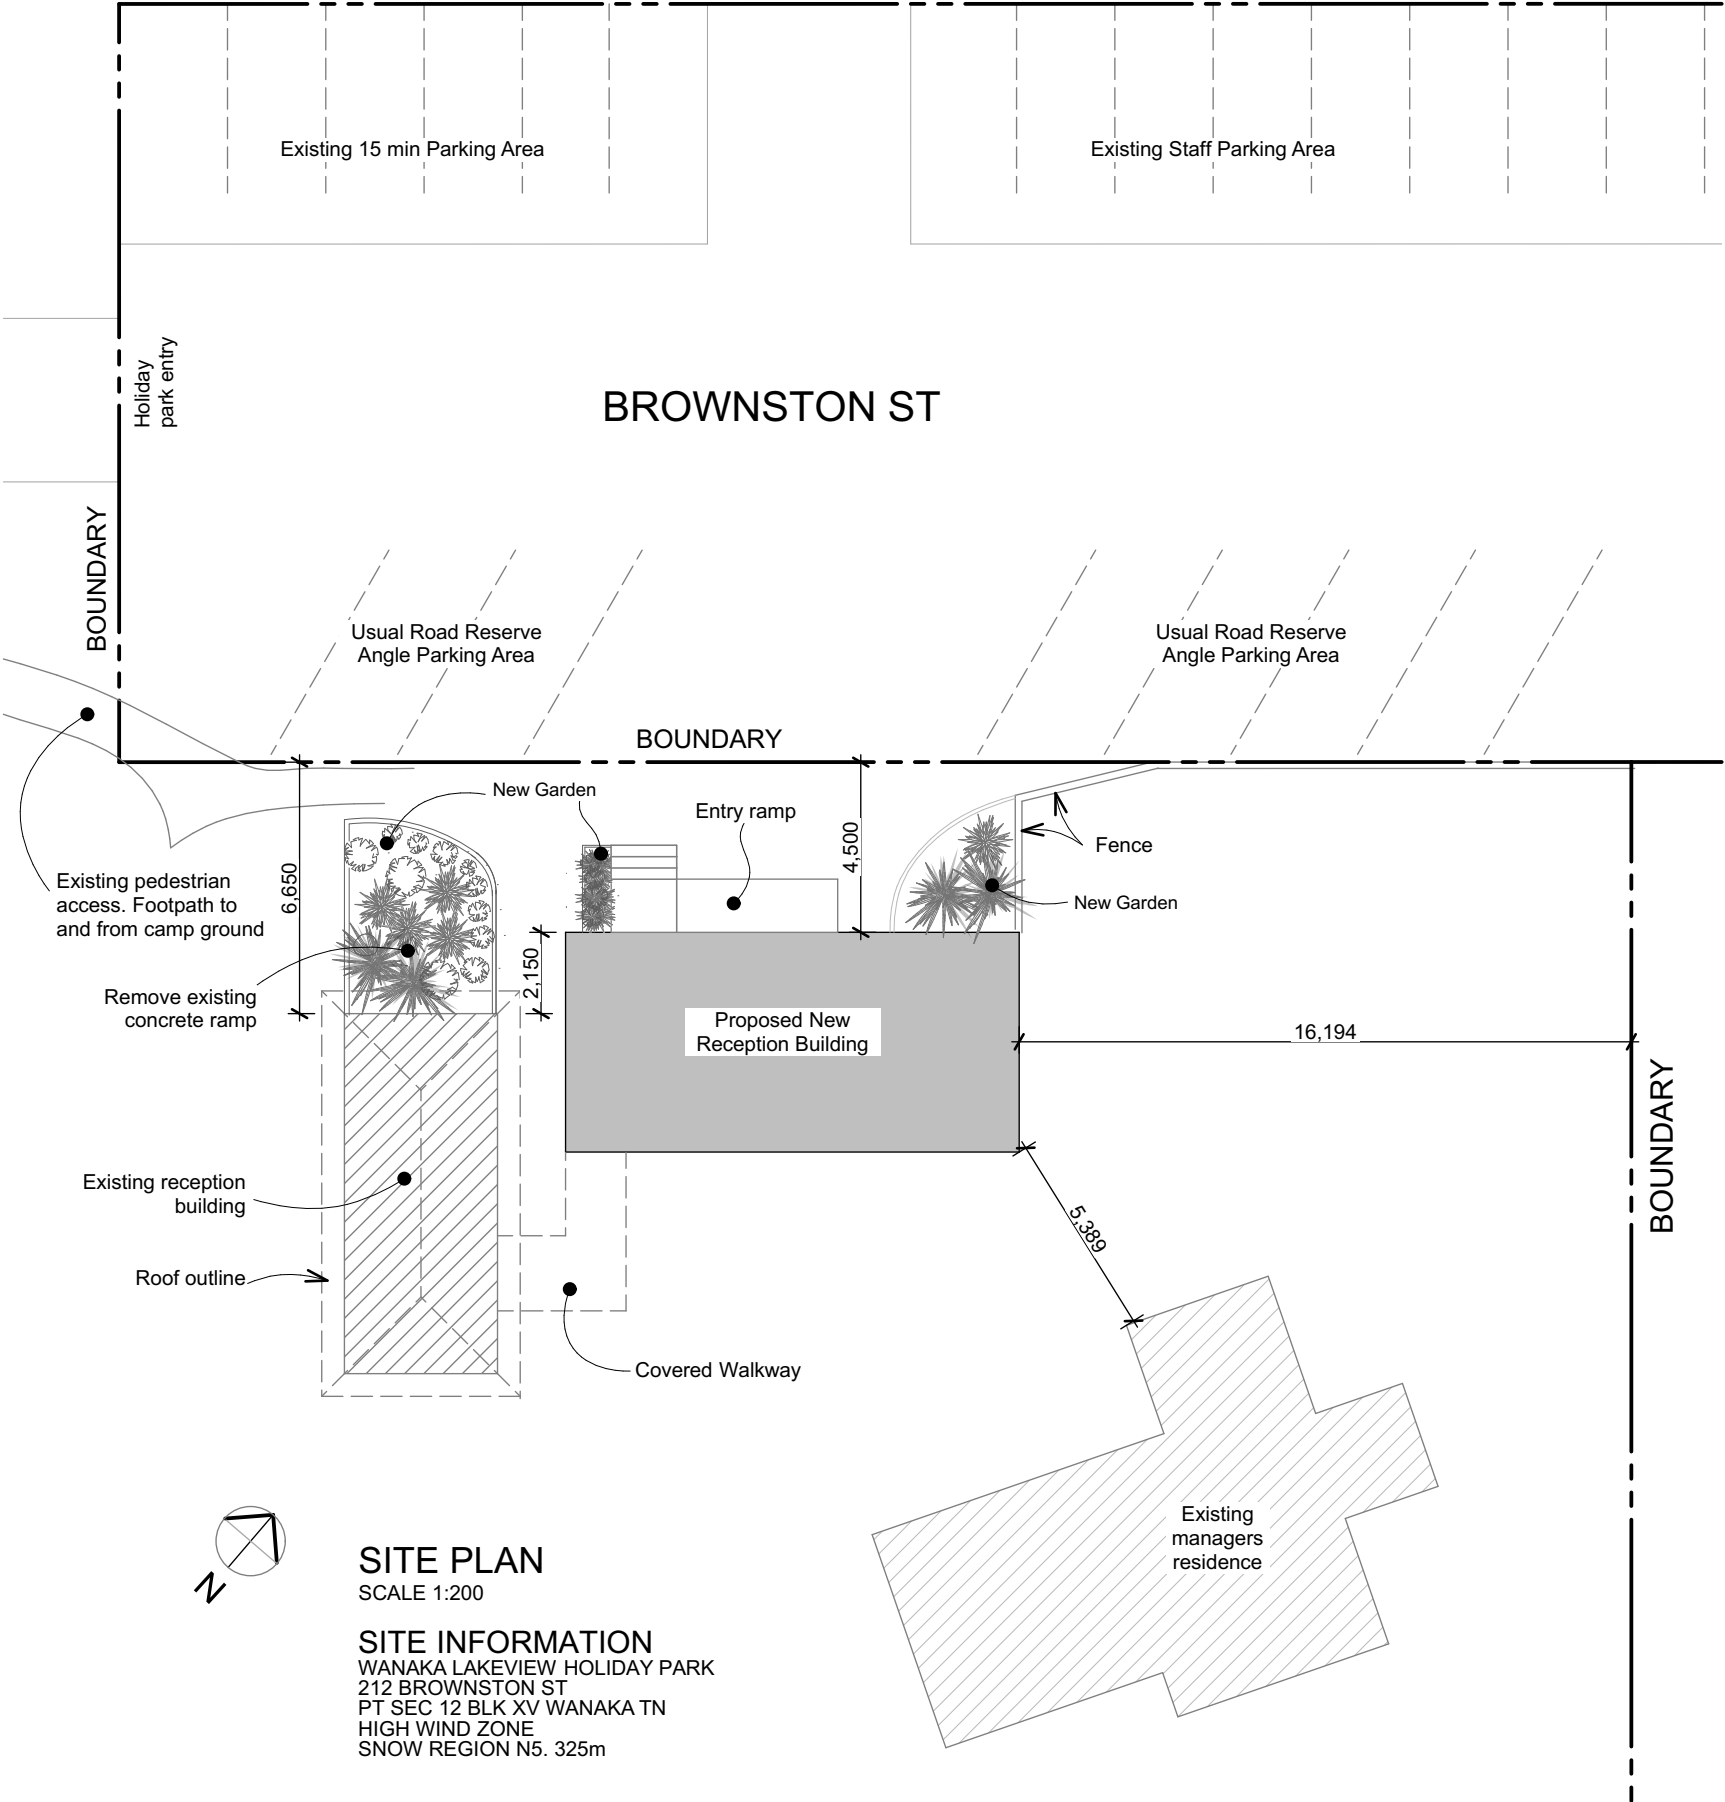 Existing 15 min Parking Area
Existing Staff Parking Area
Holiday
park entry
BROWNSTON ST
BOUNDARY
Usual Road Reserve
Angle Parking Area
Usual Road Reserve
Angle Parking Area
BOUNDARY
New Garden
Entry ramp
4,500
Fence
6,650
Existing pedestrian
access. Footpath to
and from camp ground
New Garden
2,150
Remove existing
concrete ramp
Proposed New
Reception Building
16,194
BOUNDARY
Existing reception
building
5,389
Roof outline
Covered Walkway
Existing
managers
residence
N
SITE PLAN
SCALE 1:200
SITE INFORMATION
WANAKA LAKEVIEW HOLIDAY PARK
212 BROWNSTON ST
PT SEC 12 BLK XV WANAKA TN
HIGH WIND ZONE
SNOW REGION N5. 325m